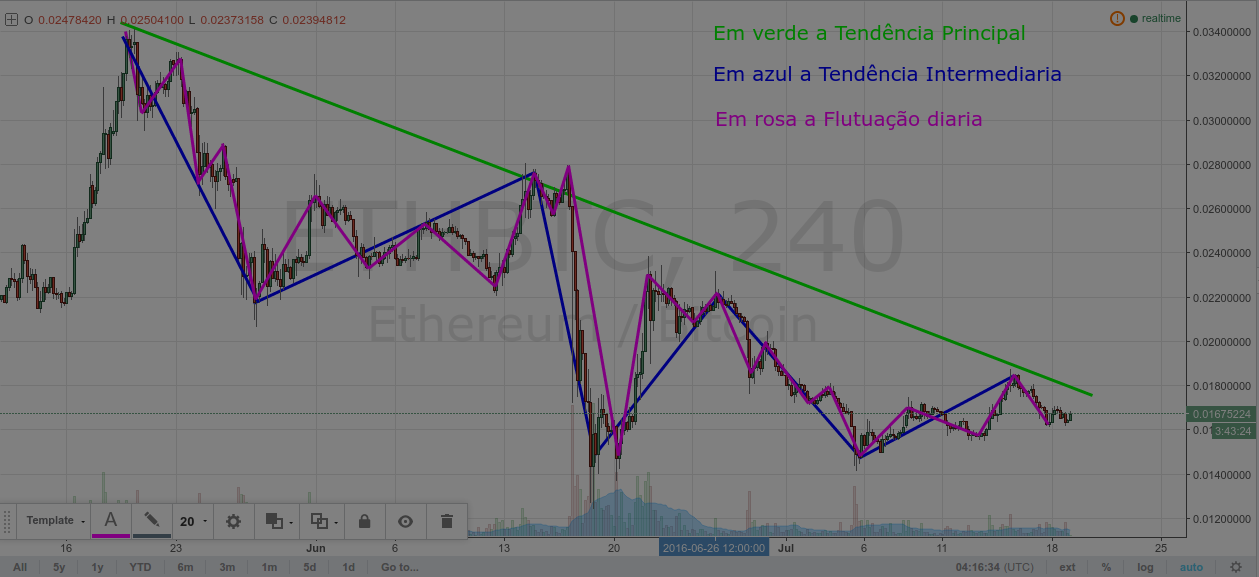 O 0.02478420 H 0.02504100 L 0.02373158 C 0.02394812
realtime
Em verde a Tendência Principal
Em azul a Tendência Intermediaria
Em rosa a Flutuação diaria
ETHBTC, 240
Ethereum / Bitcoin
0.03400000
0.03200000
0.03000000
0.02800000
0.02600000
0.02400000
0.02200000
0.02000000
0.01800000
0.01675224
3:43:24
0.01400000
0.01200000
Template A 20
16 23 Jun 6 13 20 2016-06-26 12:00:00 Jul 6 11 18 25
All 5y 1y YTD 6m 3m 1m 5d 1d Go to... 04:16:34 (UTC) ext % log auto